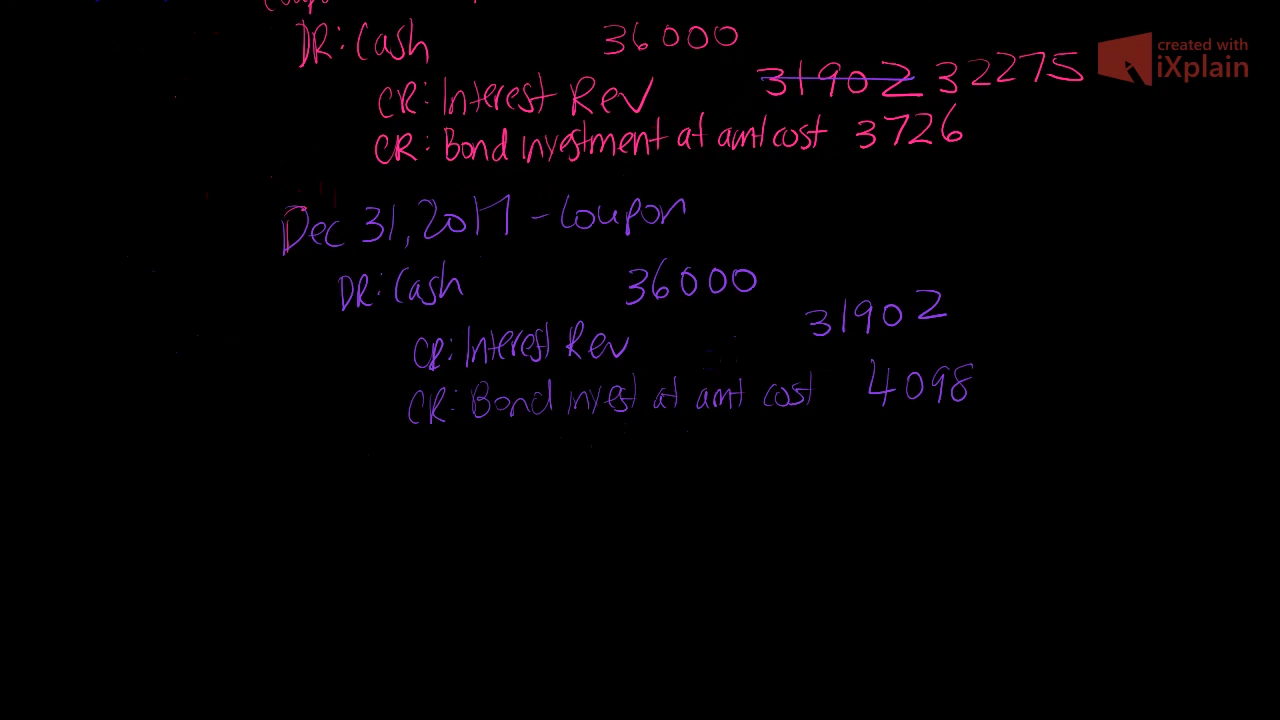 (oup
DR: Cash 36000
CR: Interest Rev 31902 32275
CR: Bond investment at amt cost 3726
Dec 31, 2017 - Coupon
DR: Cash 36000
CR: Interest Rev 31902
CR: Bond invest at amt cost 4098
created with
iXplain